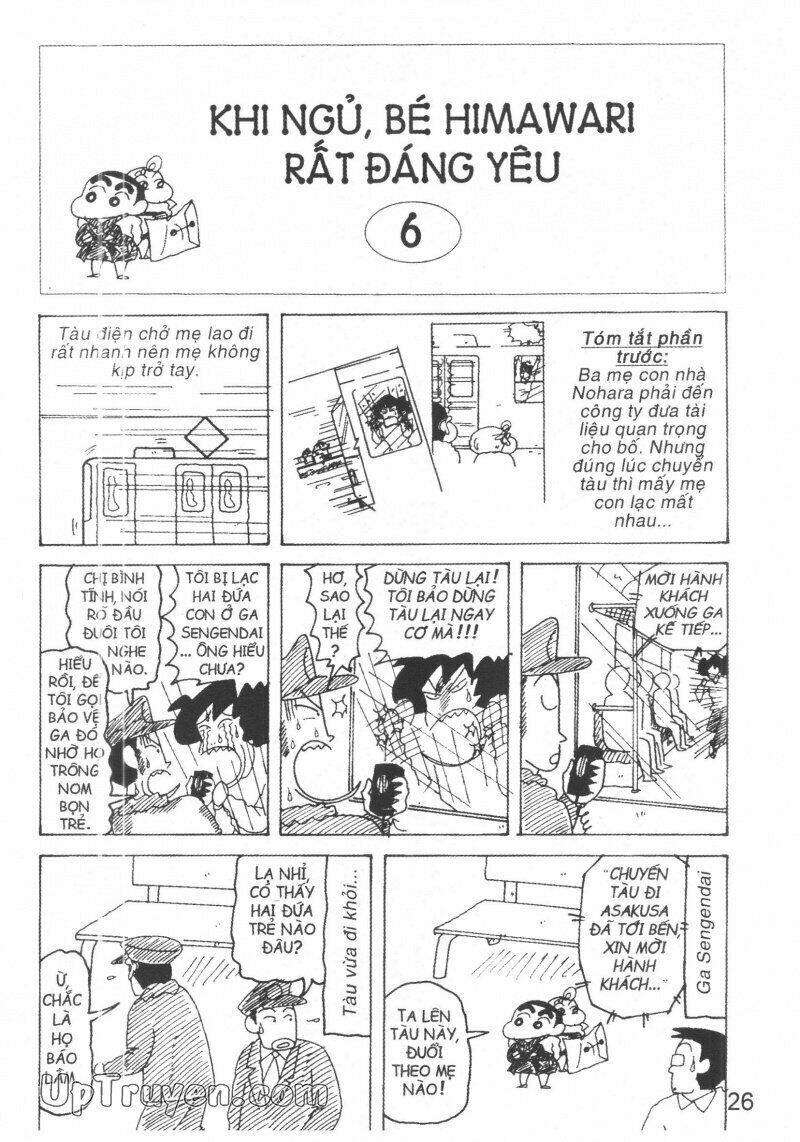 KHI NGỦ, BÉ HIMAWARI
RẤT ĐÁNG YÊU
6
Tóm tắt phần
trước:
Ba mẹ con nhà
Nohara phải đến
công ty đưa tài
liệu quan trọng
cho bố. Nhưng
đúng lúc chuyển
tàu thì mấy mẹ
con lạc mất
nhau...
Tàu điện chở mẹ lao đi
rất nhanh nên mẹ không
kịp trở tay.
MỜI HÀNH
KHÁCH
XUỐNG GA
KẾ TIẾP...
DỪNG TÀU LẠI!
TÔI BẢO DỪNG
TÀU LẠI NGAY
CƠ MÀ!!!
HƠ,
SAO
LẠI
THẾ
?
TÔI BỊ LẠC
HAI ĐỨA
CON Ở GA
SENGENDAI
... ÔNG HIỂU
CHƯA?
CHỊ BÌNH
TĨNH, NÓI
RÕ ĐẦU
ĐUÔI TÔI
NGHE
NÀO.
HIỂU
RỒI, ĐỂ
TÔI GỌI
BẢO VỆ
GA ĐÓ
NHỜ HỌ
TRÔNG
NOM
BỌN
TRẺ.
Ga Sengendai
CHUYẾN
TÀU ĐI
ASAKUSA
ĐÃ TỚI BẾN,
XIN MỜI
HÀNH
KHÁCH...
TA LÊN
TÀU NÀY,
ĐUỔI
THEO MẸ
NÀO!
Tàu vừa đi khỏi...
LẠ NHỈ,
CÓ THẤY
HAI ĐỨA
TRẺ NÀO
ĐÂU?
Ừ,
CHẮC
LÀ
HỌ
BÁO
LẦM.
UpTruyen.com
26